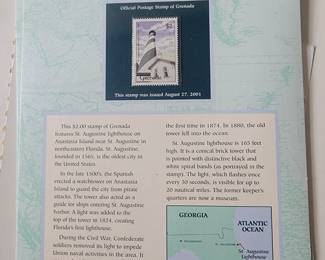 Official Postage Stamp of Grenada
$2
Grenada
This stamp was issued August 27, 2001
This $2.00 stamp of Grenada
features St. Augustine lighthouse on
Anastasia Island near St. Augustine in
northeastern Florida. St. Augustine,
founded in 1565, is the oldest city in
the United States.
In the late 1500's, the Spanish
erected a watchtower on Anastasia
Island to guard the city from pirate
attacks. The tower also acted as a
guide for ships entering St. Augustine
harbor. A light was added to the
top of the tower in 1824, creating
Florida's first lighthouse.
During the Civil War, Confederate
soldiers removed its light to impede
Union naval activities in the area. It
the first time in 1874. In 1880, the old
tower fell into the ocean.
St. Augustine lighthouse is 165 feet
high. It is a conical brick tower that
is painted with distinctive black and
white spiral bands (as portrayed on the
stamp). The light, which flashes once
every 30 seconds, is visible for up to
20 nautical miles. The former keeper's
quarters are now a museum.
GEORGIA
ATLANTIC
OCEAN
St. Augustine
Lighthouse